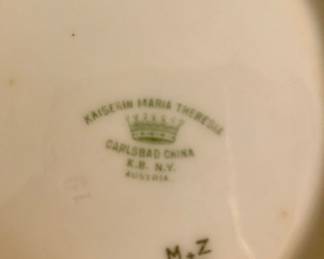 KAISERIN MARIA THERESIA
CARLSBAD CHINA
K.B. N.Y.
AUSTRIA.
M.Z